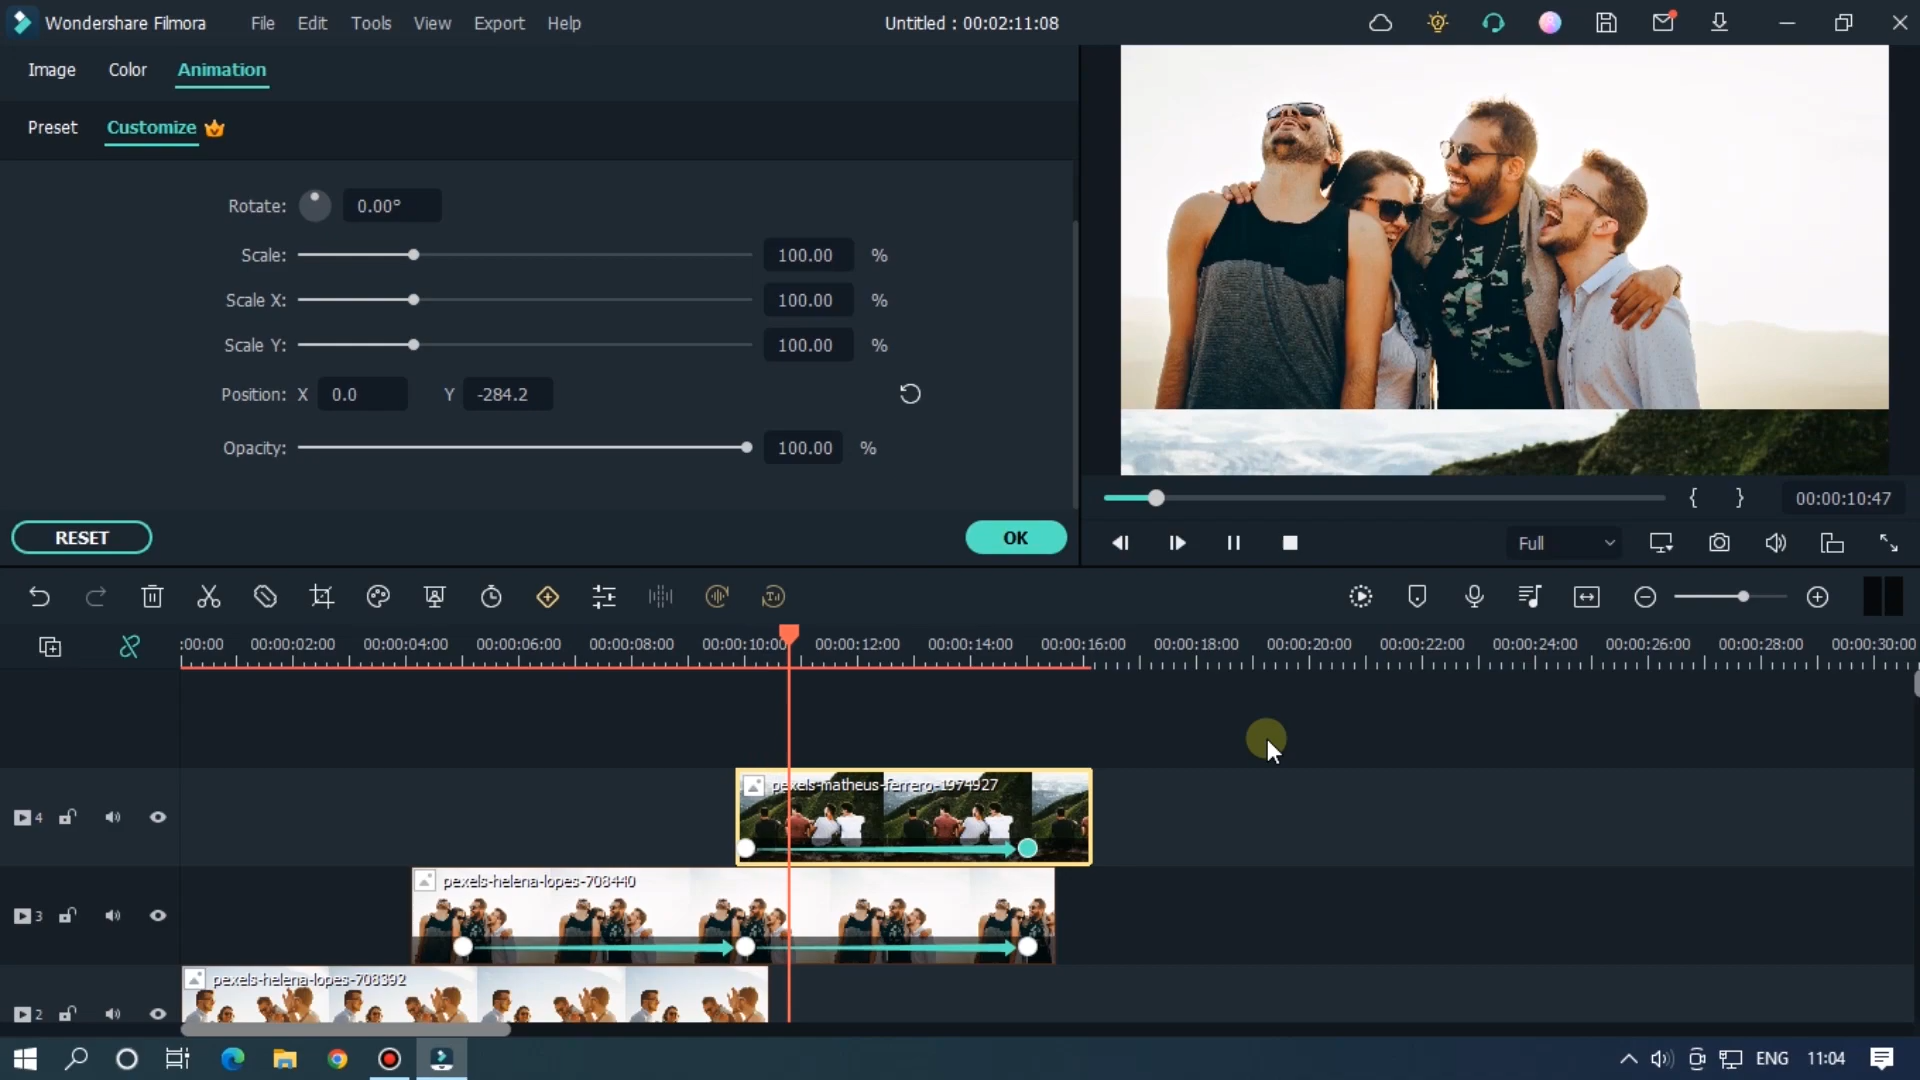 Wondershare Filmora File Edit Tools View Export Help Untitled : 00:02:11:08
Image Color Animation
Preset Customize
Rotate: 0.00°
Scale: 100.00 %
Scale X: 100.00 %
Scale Y: 100.00 %
Position: X 0.0 Y -284.2
Opacity: 100.00 %
RESET OK
{ } 00:00:10:47
Full
:00:00 00:00:02:00 00:00:04:00 00:00:06:00 00:00:08:00 00:00:10:00 00:00:12:00 00:00:14:00 00:00:16:00 00:00:18:00 00:00:20:00 00:00:22:00 00:00:24:00 00:00:26:00 00:00:28:00 00:00:30:00
pexels-matheus-ferrero-1974927
4
pexels-helena-lopes-708440
3
pexels-helena-lopes-708392
2
ENG 11:04